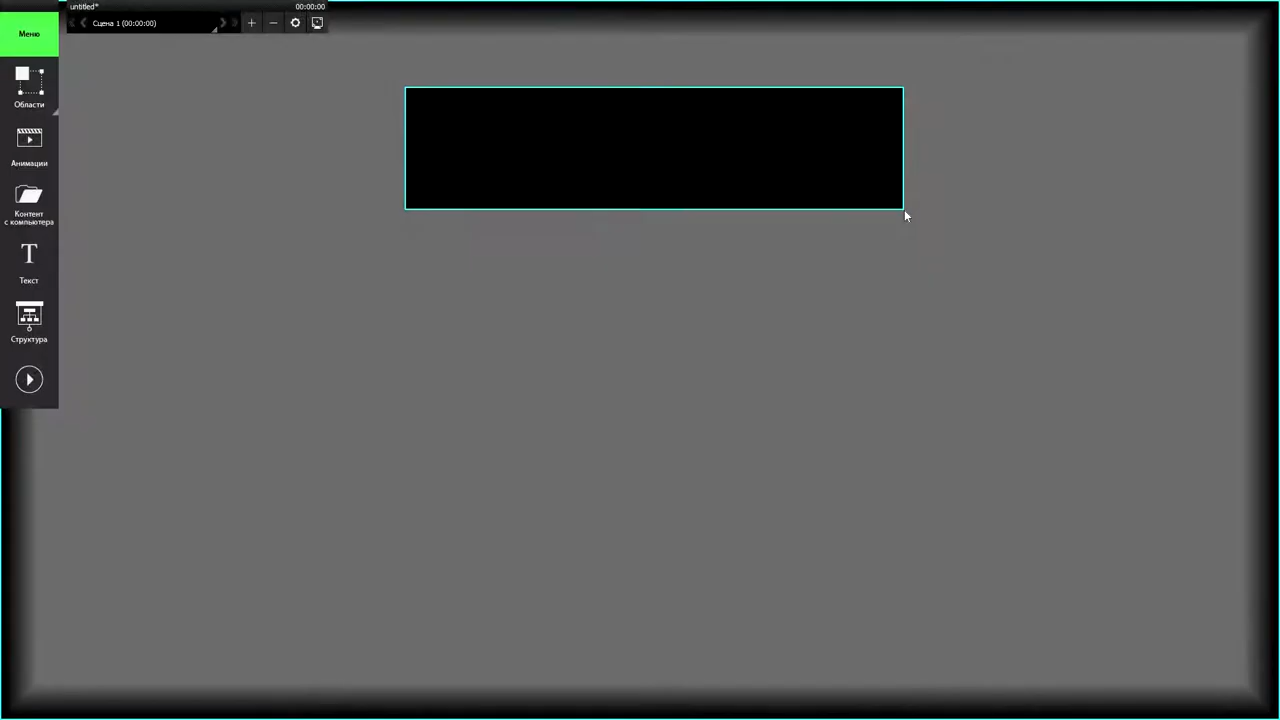 untitled*
00:00:00
Сцена 1 (00:00:00)
Меню
Области
Анимации
Контент
с компьютера
Текст
Структура